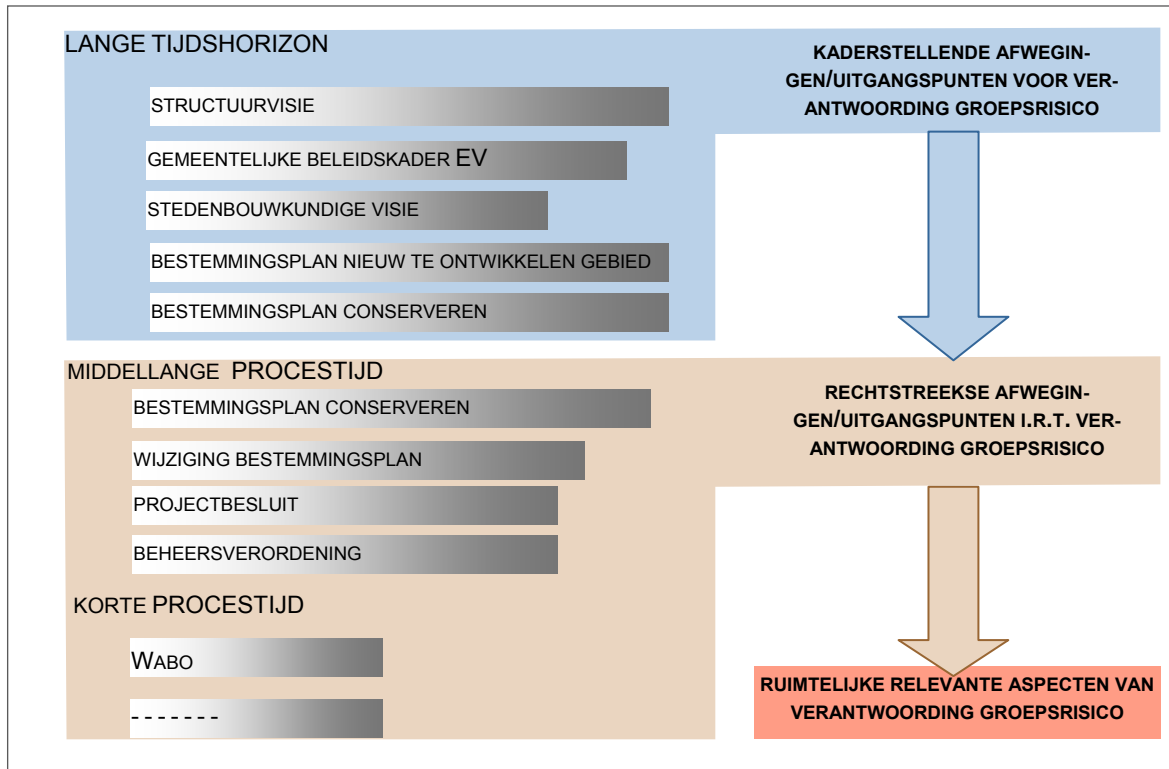 LANGE TIJDSHORIZON
STRUCTUURVISIE
GEMEENTELIJKE BELEIDSKADER EV
STEDENBOUWKUNDIGE VISIE
BESTEMMINGSPLAN NIEUW TE ONTWIKKELEN GEBIED
BESTEMMINGSPLAN CONSERVEREN
KADERSTELLENDE AFWEGIN-
GEN/UITGANGSPUNTEN VOOR VER-
ANTWOORDING GROEPSRISICO
MIDDELLANGE PROCESTIJD
BESTEMMINGSPLAN CONSERVEREN
WIJZIGING BESTEMMINGSPLAN
PROJECTBESLUIT
BEHEERSVERORDENING
RECHTSTREEKSE AFWEGIN-
GEN/UITGANGSPUNTEN I.R.T. VER-
ANTWOORDING GROEPSRISICO
KORTE PROCESTIJD
WABO
- - - - - - -
RUIMTELIJKE RELEVANTE ASPECTEN VAN
VERANTWOORDING GROEPSRISICO